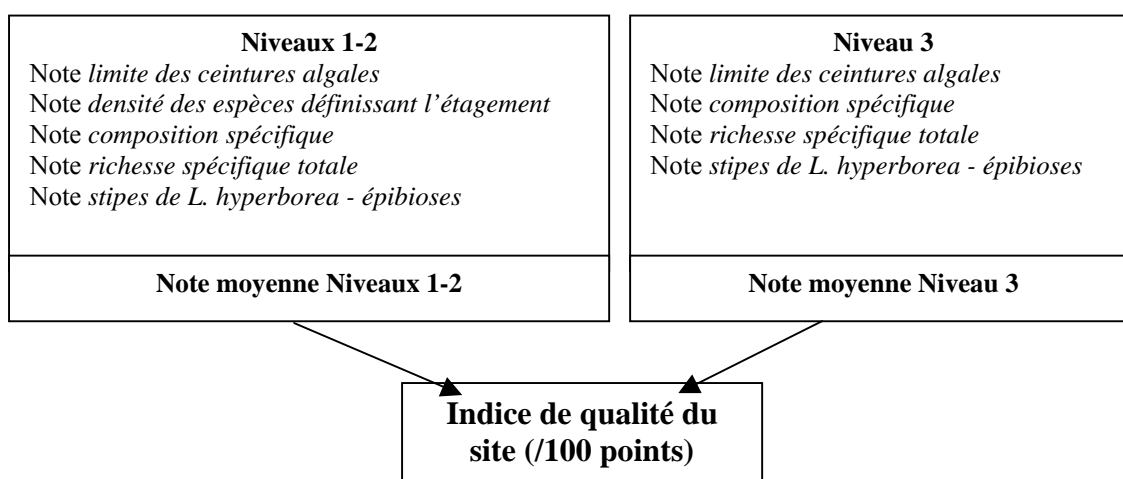 Niveaux 1-2
Note limite des ceintures algales
Note densité des espèces définissant l'étagement
Note composition spécifique
Note richesse spécifique totale
Note stipes de L. hyperborea - épibioses
Note moyenne Niveaux 1-2
Niveau 3
Note limite des ceintures algales
Note composition spécifique
Note richesse spécifique totale
Note stipes de L. hyperborea - épibioses
Note moyenne Niveau 3
Indice de qualité du
site (/100 points)